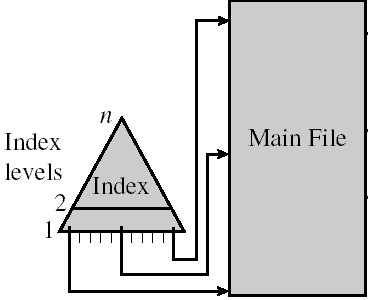 n
Index
levels
Index
2
1
Main File